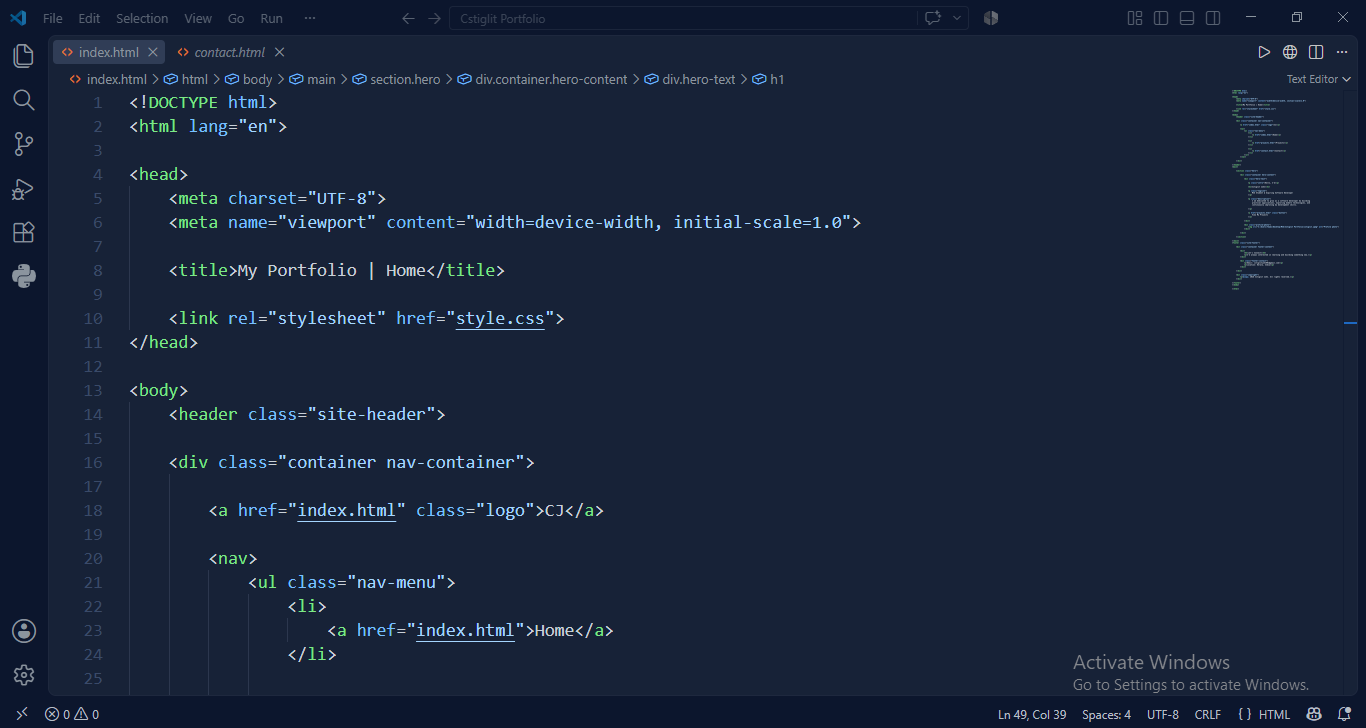 File Edit Selection View Go Run ··· Cstiglit Portfolio
index.html contact.html
index.html > html > body > main > section.hero > div.container.hero-content > div.hero-text > h1 Text Editor
1 <!DOCTYPE html>
2 <html lang="en">
3
4 <head>
5     <meta charset="UTF-8">
6     <meta name="viewport" content="width=device-width, initial-scale=1.0">
7
8     <title>My Portfolio | Home</title>
9
10     <link rel="stylesheet" href="style.css">
11 </head>
12
13 <body>
14     <header class="site-header">
15
16     <div class="container nav-container">
17
18         <a href="index.html" class="logo">CJ</a>
19
20         <nav>
21             <ul class="nav-menu">
22                 <li>
23                     <a href="index.html">Home</a>
24                 </li>
25
Activate Windows
Go to Settings to activate Windows.
0 0 Ln 49, Col 39 Spaces: 4 UTF-8 CRLF { } HTML